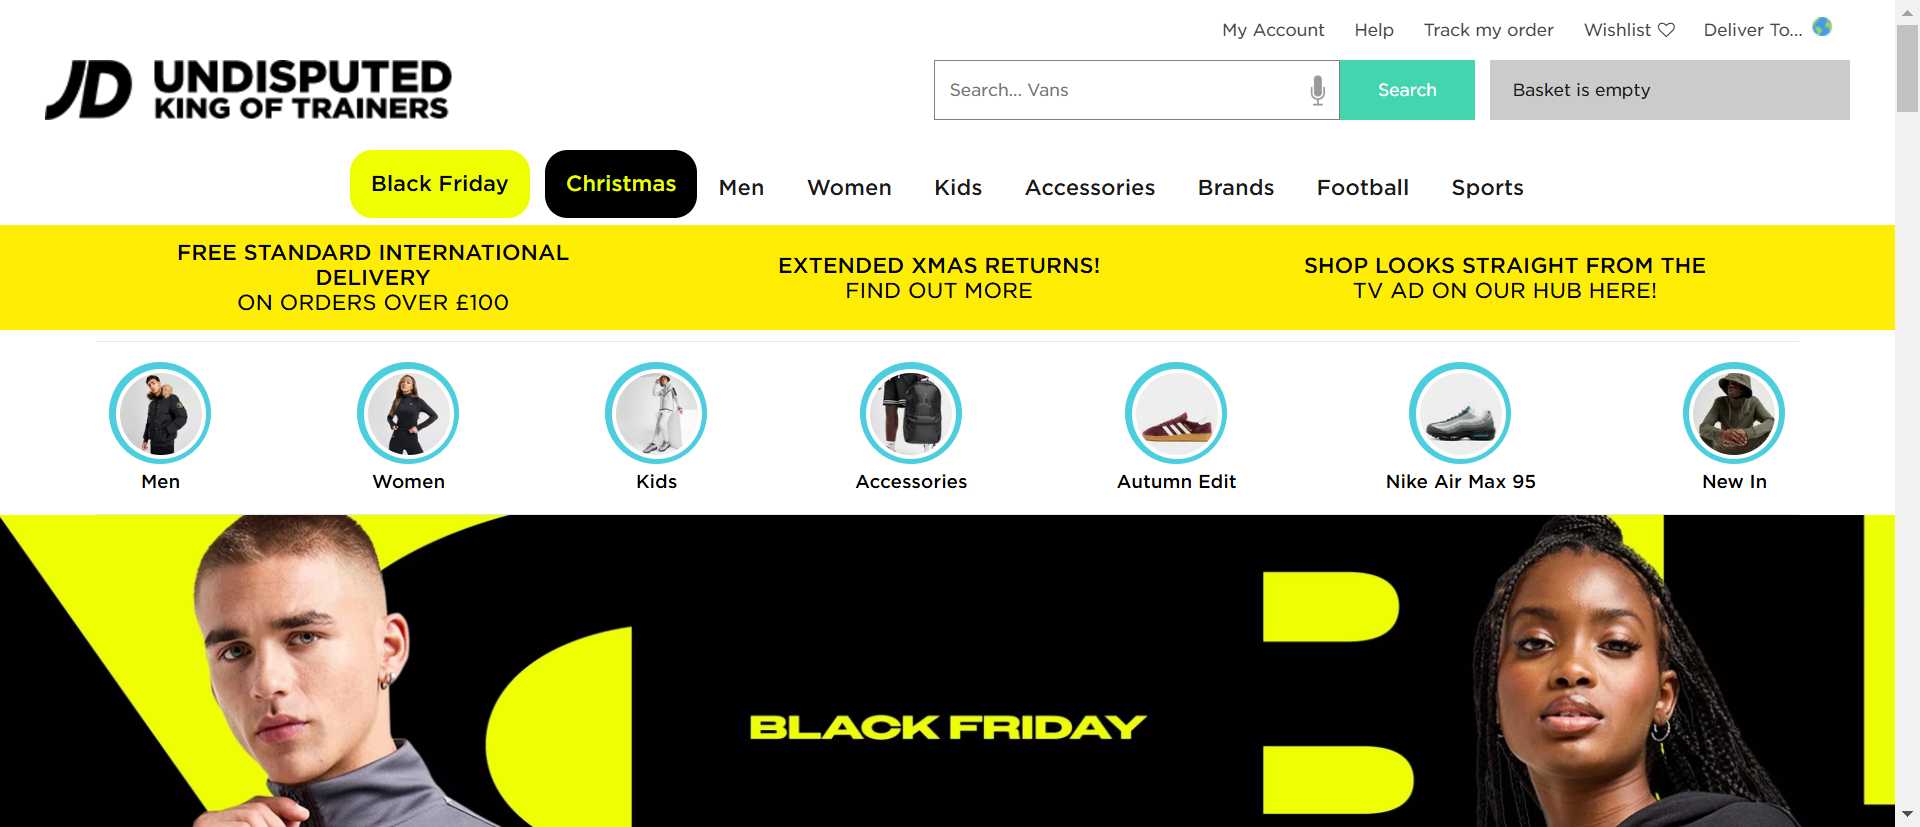 My Account Help Track my order Wishlist Deliver To...
JD UNDISPUTED
KING OF TRAINERS
Search... Vans Search Basket is empty
Black Friday Christmas Men Women Kids Accessories Brands Football Sports
FREE STANDARD INTERNATIONAL
DELIVERY
ON ORDERS OVER £100
EXTENDED XMAS RETURNS!
FIND OUT MORE
SHOP LOOKS STRAIGHT FROM THE
TV AD ON OUR HUB HERE!
Men Women Kids Accessories Autumn Edit Nike Air Max 95 New In
BLACK FRIDAY